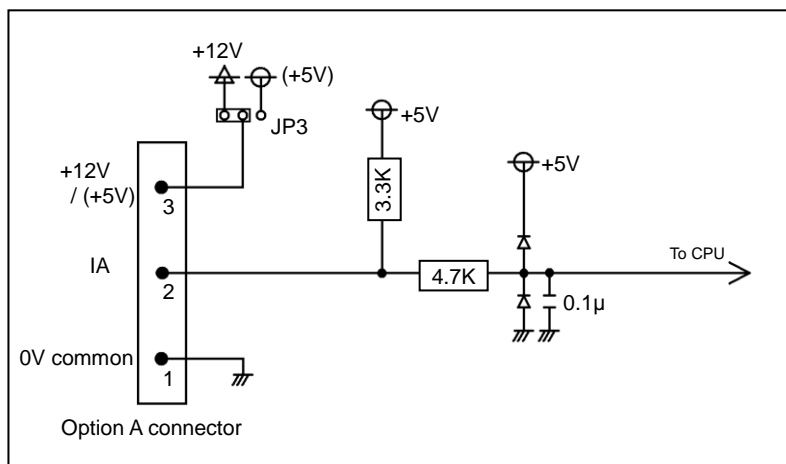 +12V
(+5V)
JP3
+5V
3.3K
+5V
+12V
/ (+5V)
3
IA
2
4.7K
To CPU
0.1µ
0V common
1
Option A connector